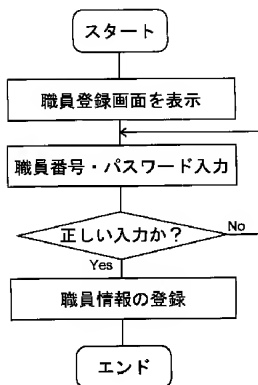 スタート
職員登録画面を表示
職員番号・パスワード入力
正しい入力か？
No
Yes
職員情報の登録
エンド